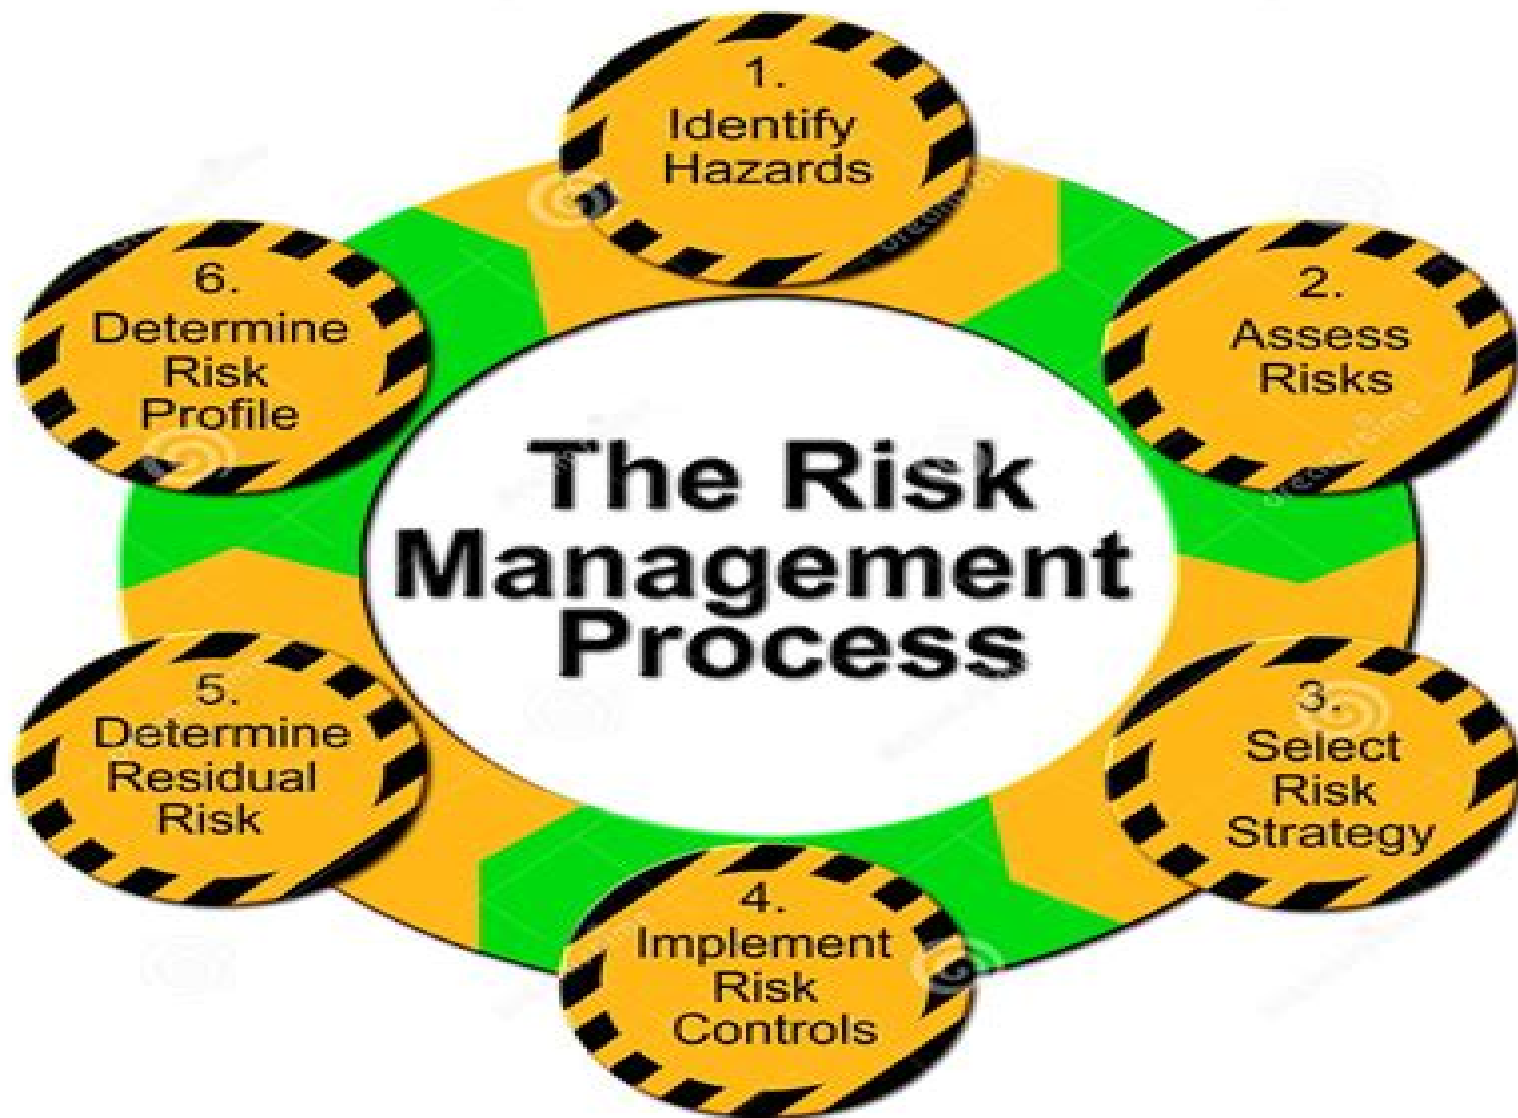 The Risk
Management
Process
1.
Identify
Hazards
2.
Assess
Risks
3.
Select
Risk
Strategy
4.
Implement
Risk
Controls
5.
Determine
Residual
Risk
6.
Determine
Risk
Profile
dreamstime